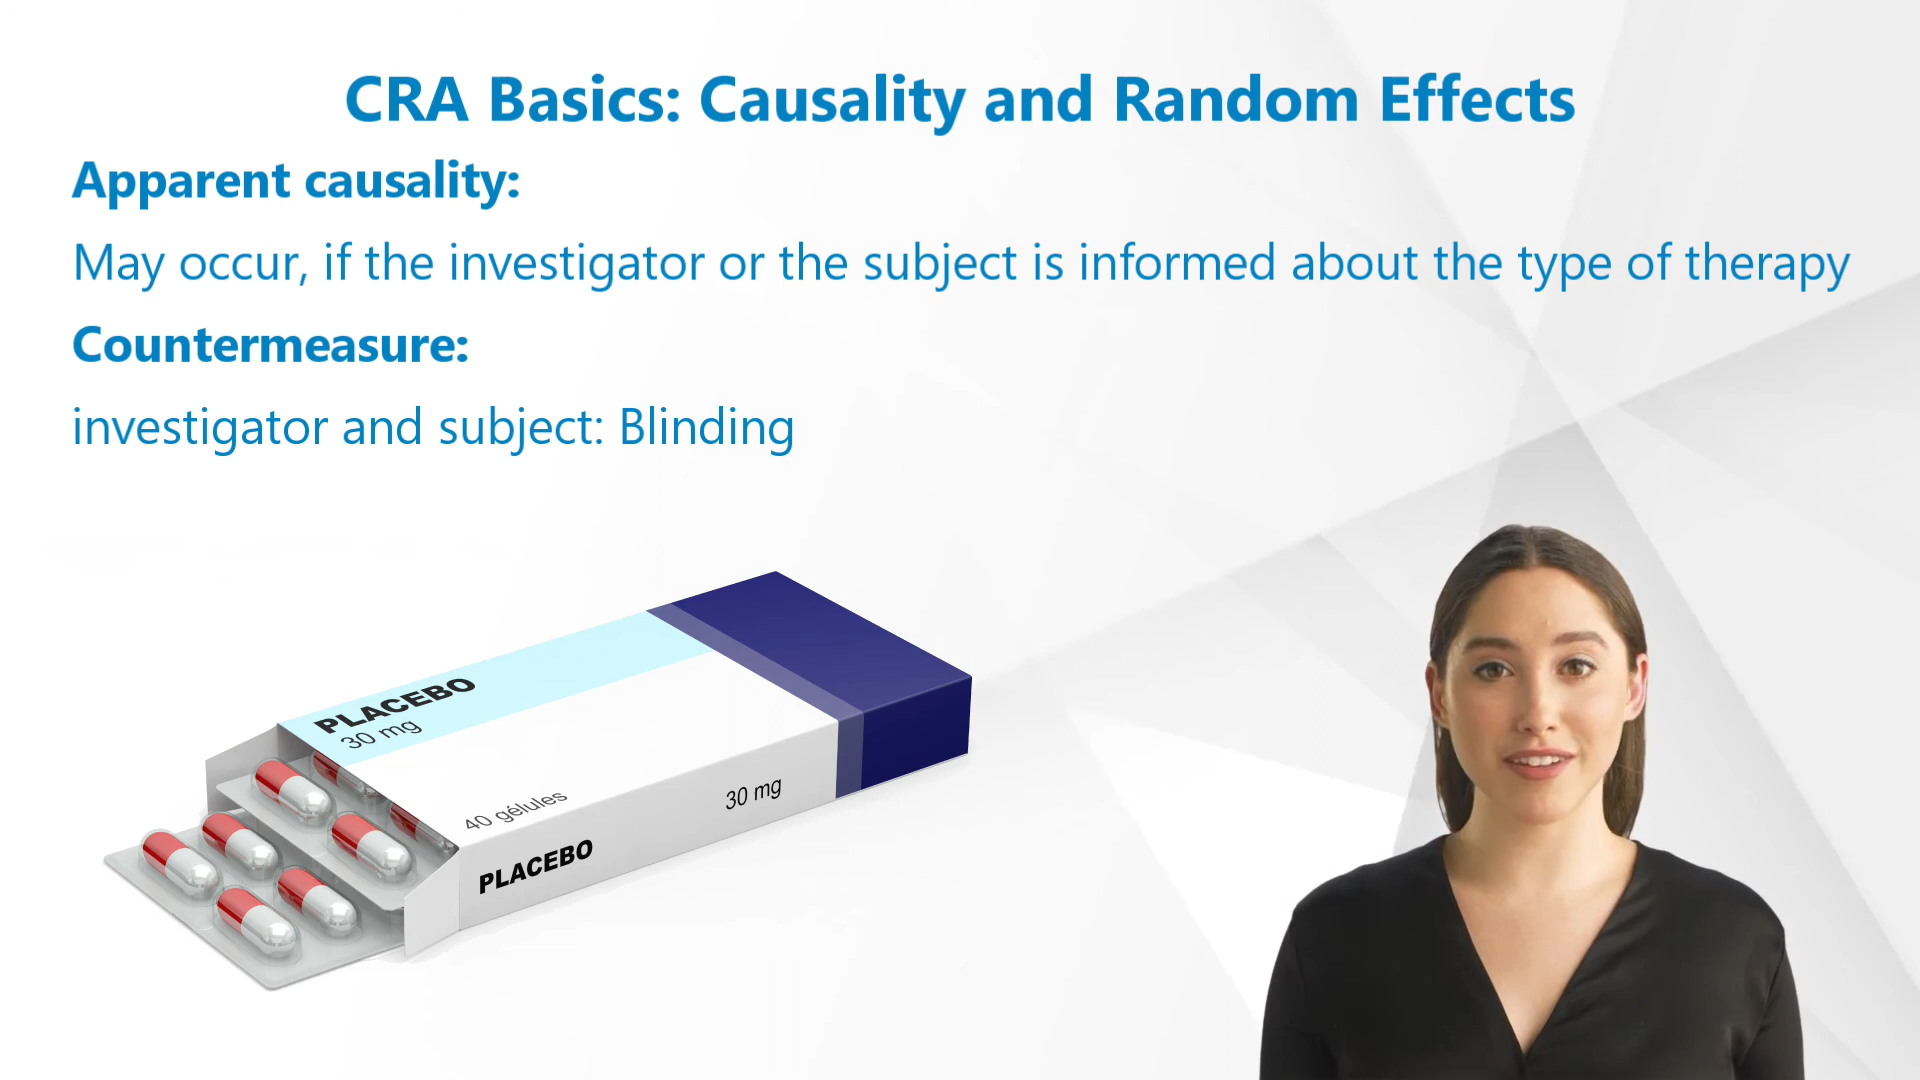 CRA Basics: Causality and Random Effects
Apparent causality:
May occur, if the investigator or the subject is informed about the type of therapy
Countermeasure:
investigator and subject: Blinding
PLACEBO
30 mg
40 gélules
30 mg
PLACEBO